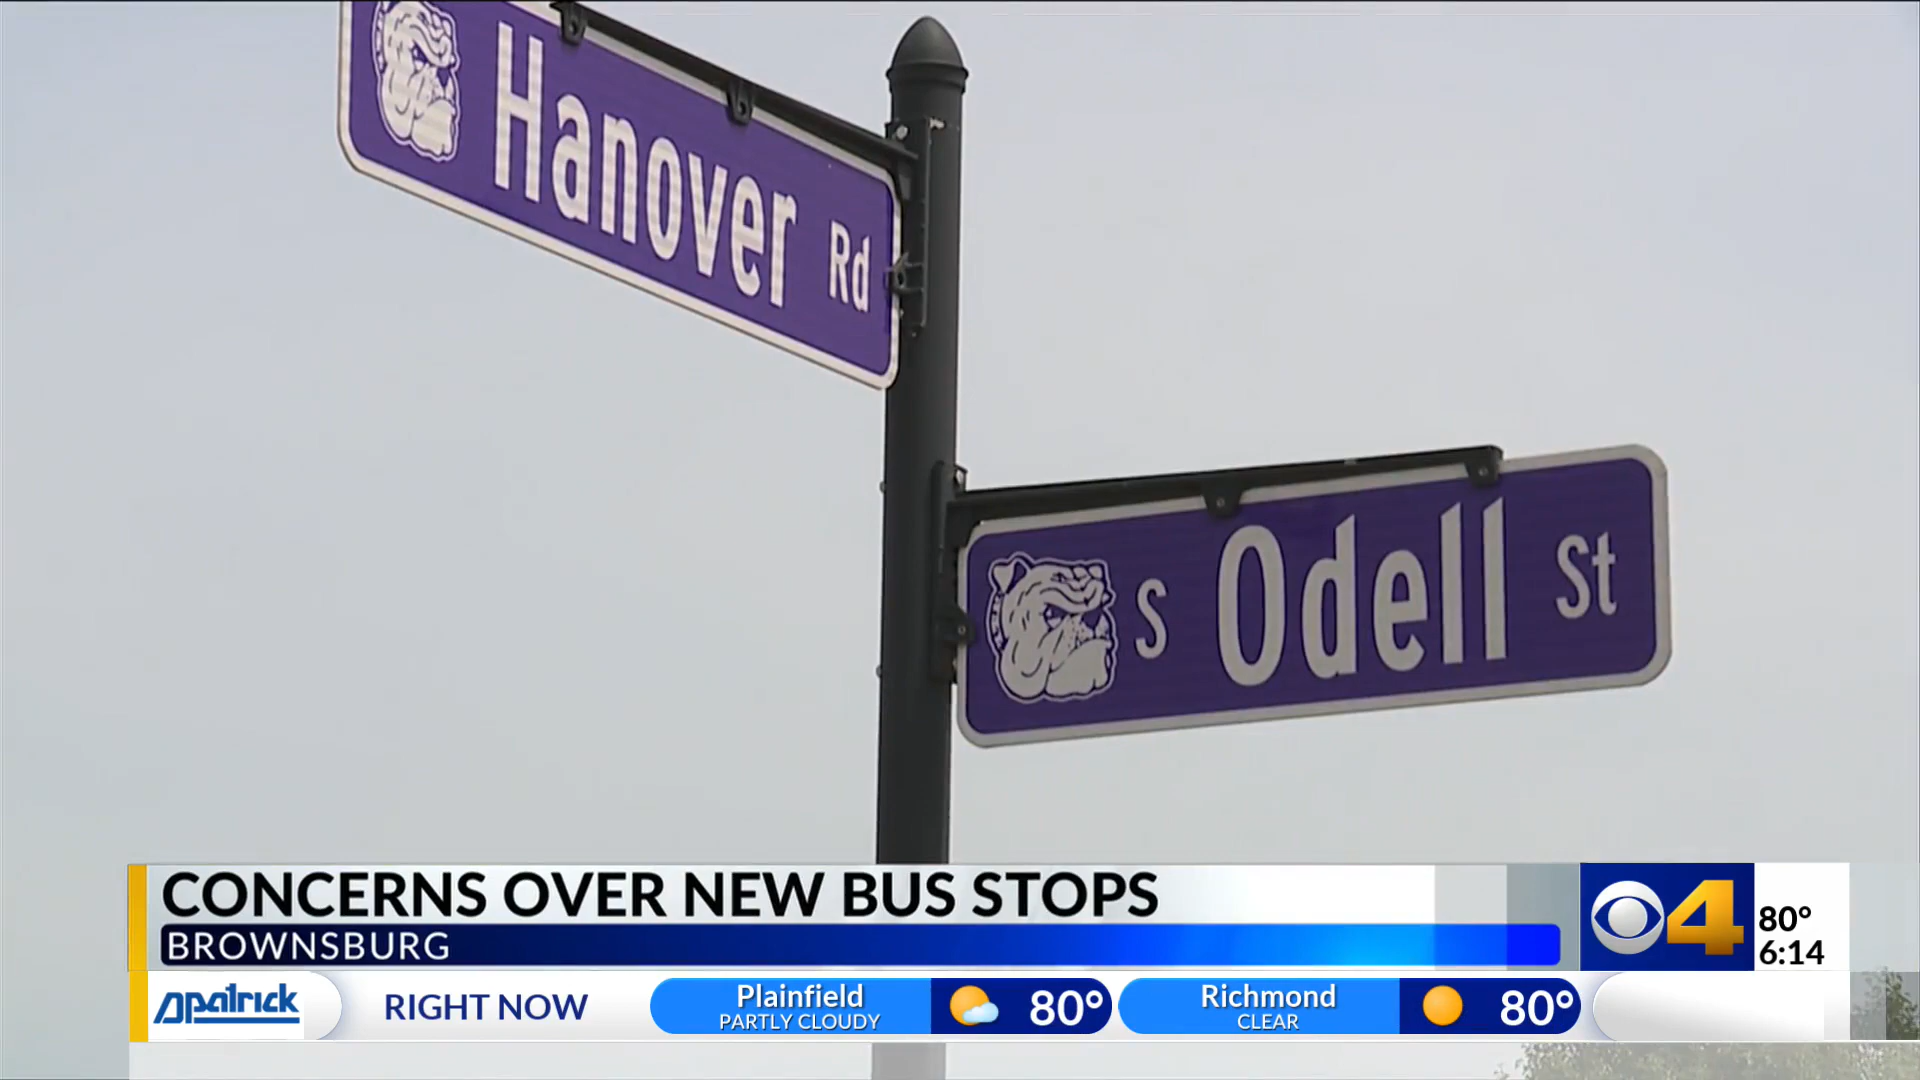 Hanover Rd
S Odell St
CONCERNS OVER NEW BUS STOPS
BROWNSBURG
4
80°
6:14
apatrick
RIGHT NOW
Plainfield
PARTLY CLOUDY
80°
Richmond
CLEAR
80°